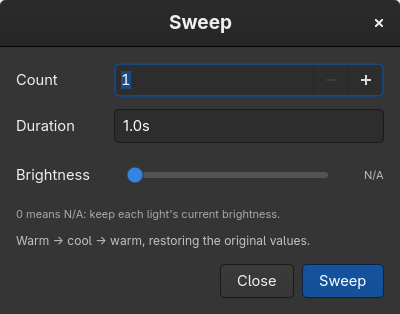 Sweep
Count 1
Duration 1.0s
Brightness N/A
0 means N/A: keep each light's current brightness.
Warm → cool → warm, restoring the original values.
Close Sweep